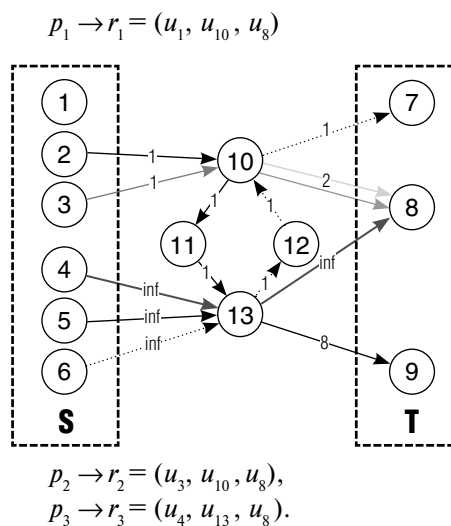 p₁ → r₁ = (u₁, u₁₀, u₈)
1
2
3
4
5
6
S
1
1
inf
inf
inf
10
11
12
13
1
1
1
1
1
2
inf
8
7
8
9
T
p₂ → r₂ = (u₃, u₁₀, u₈),
p₃ → r₃ = (u₄, u₁₃, u₈).